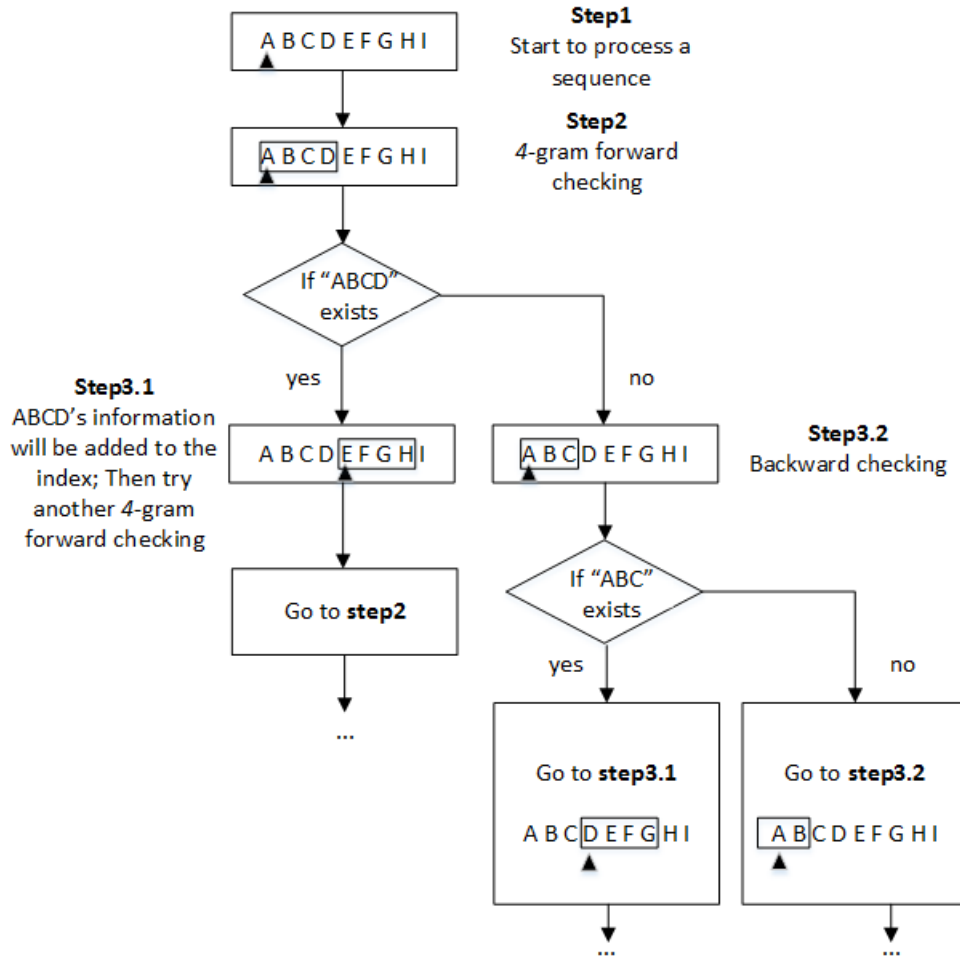 A B C D E F G H I
Step1
Start to process a
sequence
A B C D E F G H I
Step2
4-gram forward
checking
If “ABCD”
exists
yes
no
Step3.1
ABCD’s information
will be added to the
index; Then try
another 4-gram
forward checking
A B C D E F G H I
A B C D E F G H I
Step3.2
Backward checking
Go to step2
...
If “ABC”
exists
yes
no
Go to step3.1
A B C D E F G H I
...
Go to step3.2
A B C D E F G H I
...